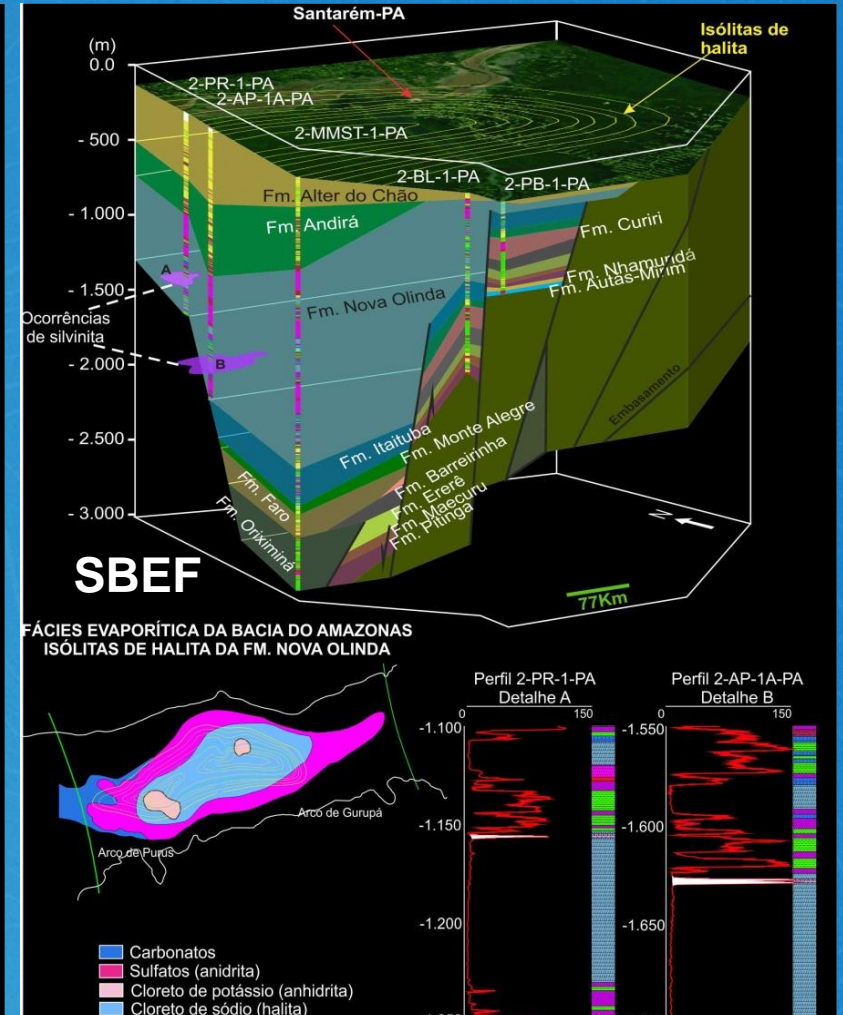 Santarém-PA
Isólitas de
halita
(m)
0.0
- 500
- 1.000
- 1.500
- 2.000
- 2.500
- 3.000
2-PR-1-PA
2-AP-1A-PA
2-MMST-1-PA
2-BL-1-PA
2-PB-1-PA
Fm. Alter do Chão
Fm. Andirá
Fm. Curiri
Fm. Nhamundá
Fm. Autás-Mirim
A
Fm. Nova Olinda
Ocorrências
de silvinita
B
Embasamento
Fm. Itaituba
Fm. Monte Alegre
Fm. Barreirinha
Fm. Ererê
Fm. Maecuru
Fm. Pitinga
Fm. Faro
Fm. Oriximiná
N
SBEF
77Km
FÁCIES EVAPORÍTICA DA BACIA DO AMAZONAS
ISÓLITAS DE HALITA DA FM. NOVA OLINDA
Arco de Gurupá
Arco de Purus
Carbonatos
Sulfatos (anidrita)
Cloreto de potássio (anhidrita)
Cloreto de sódio (halita)
Perfil 2-PR-1-PA
Detalhe A
0 150
-1.100
-1.150
-1.200
Perfil 2-AP-1A-PA
Detalhe B
0 150
-1.550
-1.600
-1.650